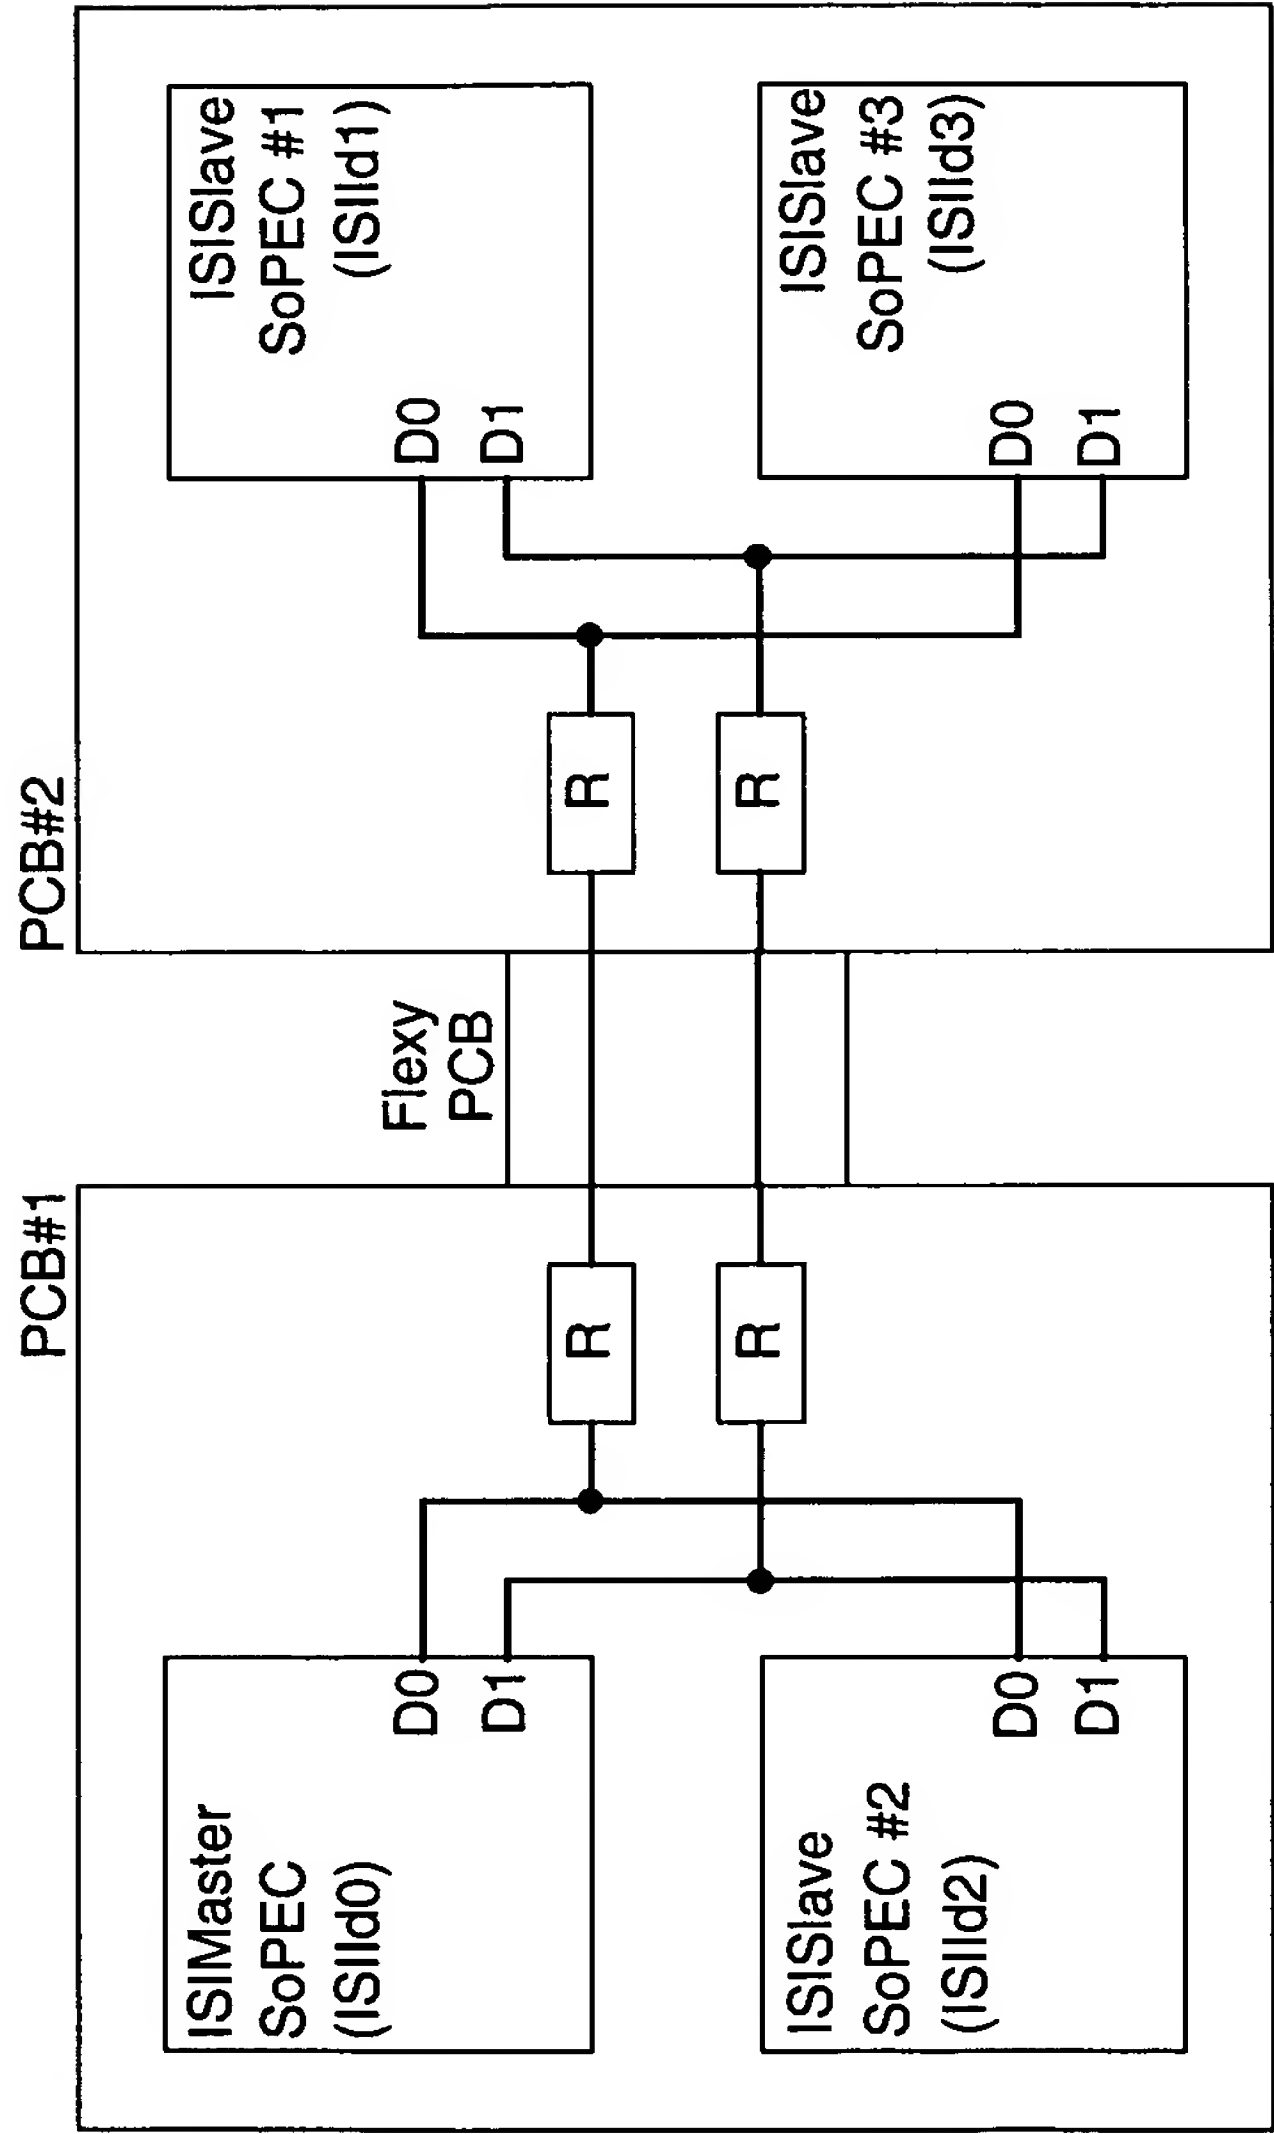 PCB#1
ISIMaster
SoPEC
(ISIId0)
D0
D1
R
R
ISISlave
SoPEC #2
(ISIId2)
D0
D1
Flexy
PCB
PCB#2
R
R
ISISlave
SoPEC #1
(ISIId1)
D0
D1
ISISlave
SoPEC #3
(ISIId3)
D0
D1